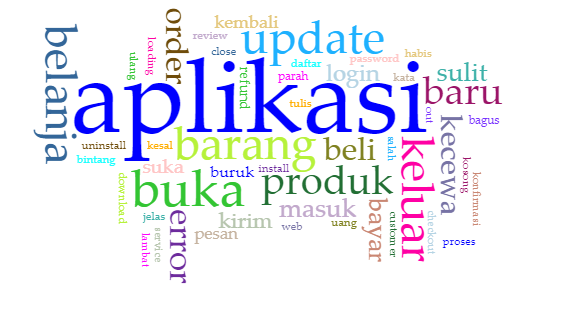 kembali
order
review
update
belanja
loading
ulang
close
habis
daftar
password
refund
parah
login
kata
sulit
aplikasi
baru
tulis
out
bagus
uninstall
kesal
barang
beli
salah
keluar
kecewa
bintang
suka
buruk
install
produk
kosong
konfirmasi
download
buka
masuk
bayar
customer
checkout
jelas
error
kirim
web
uang
service
lambat
pesan
proses